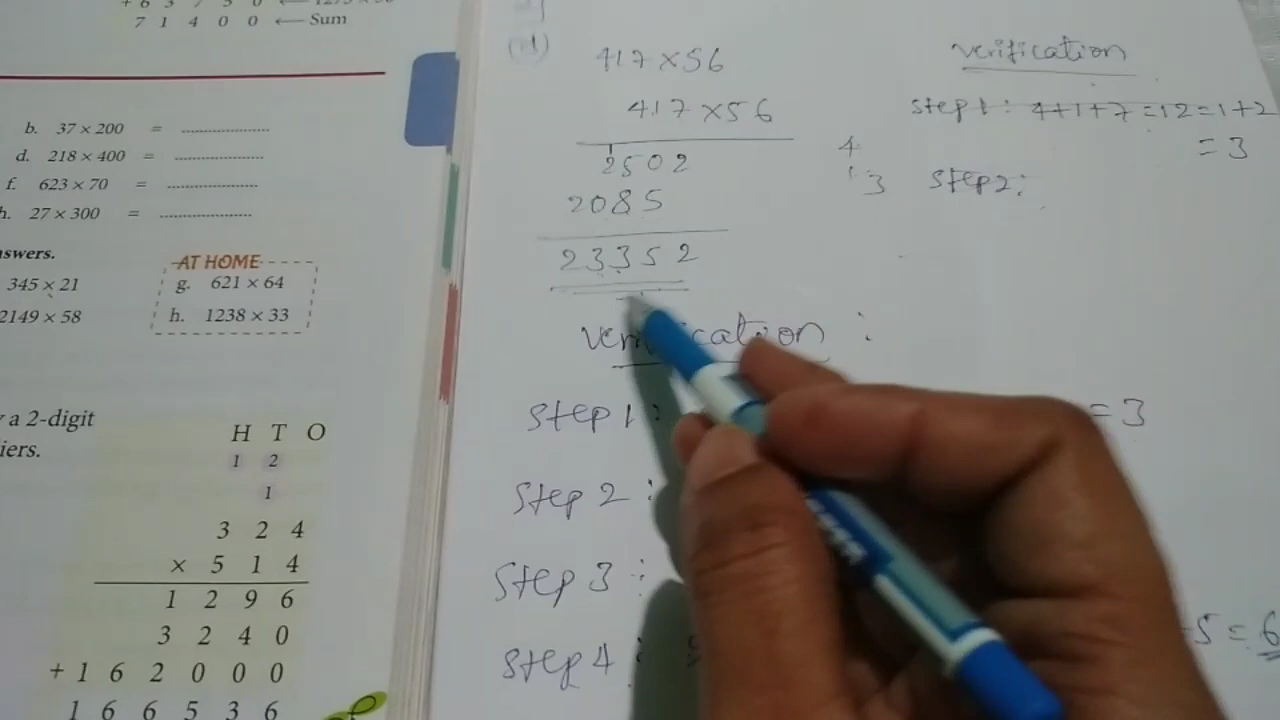 7 1 4 0 0 ← Sum
b. 37 × 200 = ....................
d. 218 × 400 = ....................
f. 623 × 70 = ....................
h. 27 × 300 = ....................
swers.
345 × 21
2149 × 58
AT HOME
g. 621 × 64
h. 1238 × 33
a 2-digit
iers.
H T O
1 2
1
3 2 4
× 5 1 4
1 2 9 6
3 2 4 0
+ 1 6 2 0 0 0
1 6 6 5 3 6
(d)
417 × 56
417 × 56
2502
2085
23352
verification :
Step 1 : = 3
Step 2 :
Step 3 :
Step 4 :
5 = 6
verification
Step 1 : 4+1+7 = 12 = 1+2
= 3
4
1 3
Step 2 :